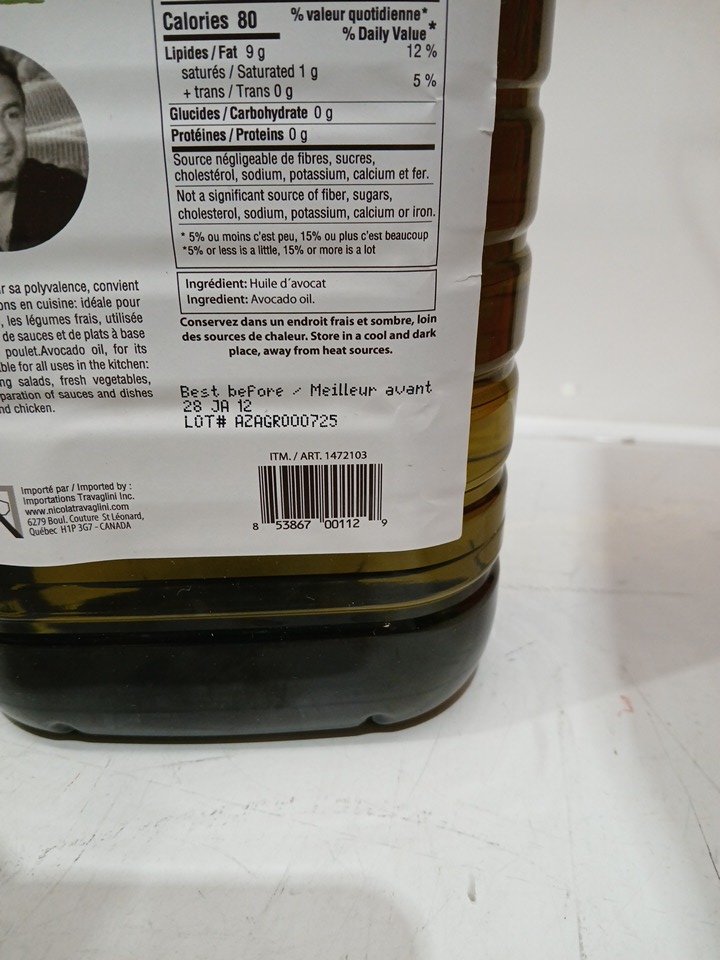 Calories 80
% valeur quotidienne*
% Daily Value*
Lipides / Fat 9 g 12 %
saturés / Saturated 1 g
+ trans / Trans 0 g
5 %
Glucides / Carbohydrate 0 g
Protéines / Proteins 0 g
Source négligeable de fibres, sucres,
cholestérol, sodium, potassium, calcium et fer.
Not a significant source of fiber, sugars,
cholesterol, sodium, potassium, calcium or iron.
* 5% ou moins c'est peu, 15% ou plus c'est beaucoup
*5% or less is a little, 15% or more is a lot
Ingrédient: Huile d'avocat
Ingredient: Avocado oil.
Conservez dans un endroit frais et sombre, loin
des sources de chaleur. Store in a cool and dark
place, away from heat sources.
r sa polyvalence, convient
ons en cuisine: idéale pour
, les légumes frais, utilisée
de sauces et de plats à base
poulet.Avocado oil, for its
ble for all uses in the kitchen:
ng salads, fresh vegetables,
paration of sauces and dishes
nd chicken.
Best before - Meilleur avant
28 JA 12
LOT# AZAGR000725
ITM. / ART. 1472103
8 53867 00112 9
Importé par / Imported by :
Importations Travaglini Inc.
www.nicolatravaglini.com
6279 Boul. Couture St Léonard,
Québec H1P 3G7 - CANADA